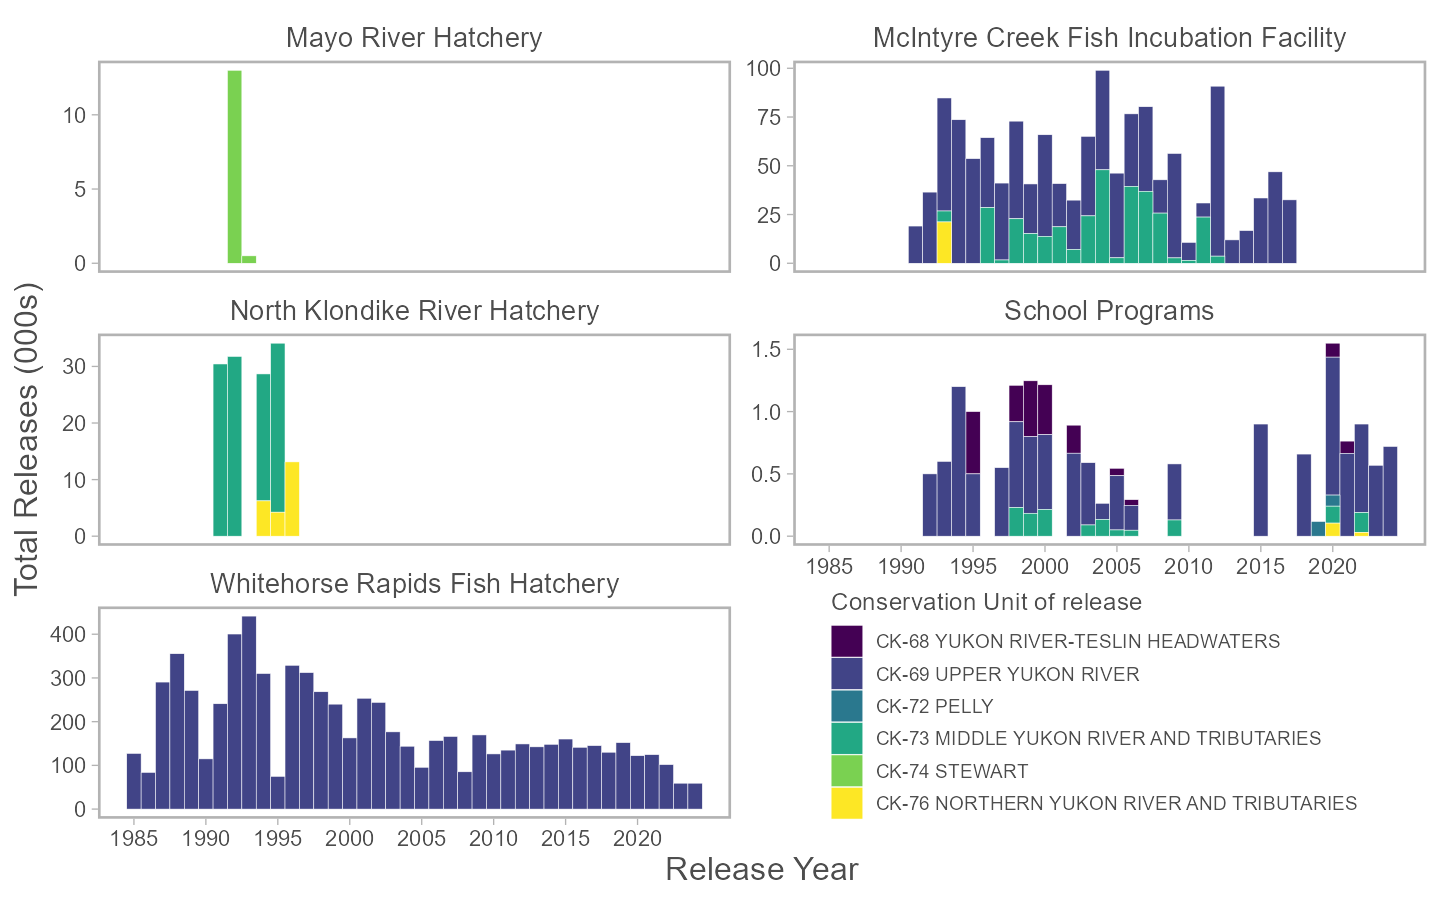 Mayo River Hatchery
10
5
0
McIntyre Creek Fish Incubation Facility
100
75
50
25
0
Total Releases (000s)
North Klondike River Hatchery
30
20
10
0
School Programs
1.5
1.0
0.5
0.0
1985 1990 1995 2000 2005 2010 2015 2020
Whitehorse Rapids Fish Hatchery
400
300
200
100
0
1985 1990 1995 2000 2005 2010 2015 2020
Conservation Unit of release
CK-68 YUKON RIVER-TESLIN HEADWATERS
CK-69 UPPER YUKON RIVER
CK-72 PELLY
CK-73 MIDDLE YUKON RIVER AND TRIBUTARIES
CK-74 STEWART
CK-76 NORTHERN YUKON RIVER AND TRIBUTARIES
Release Year